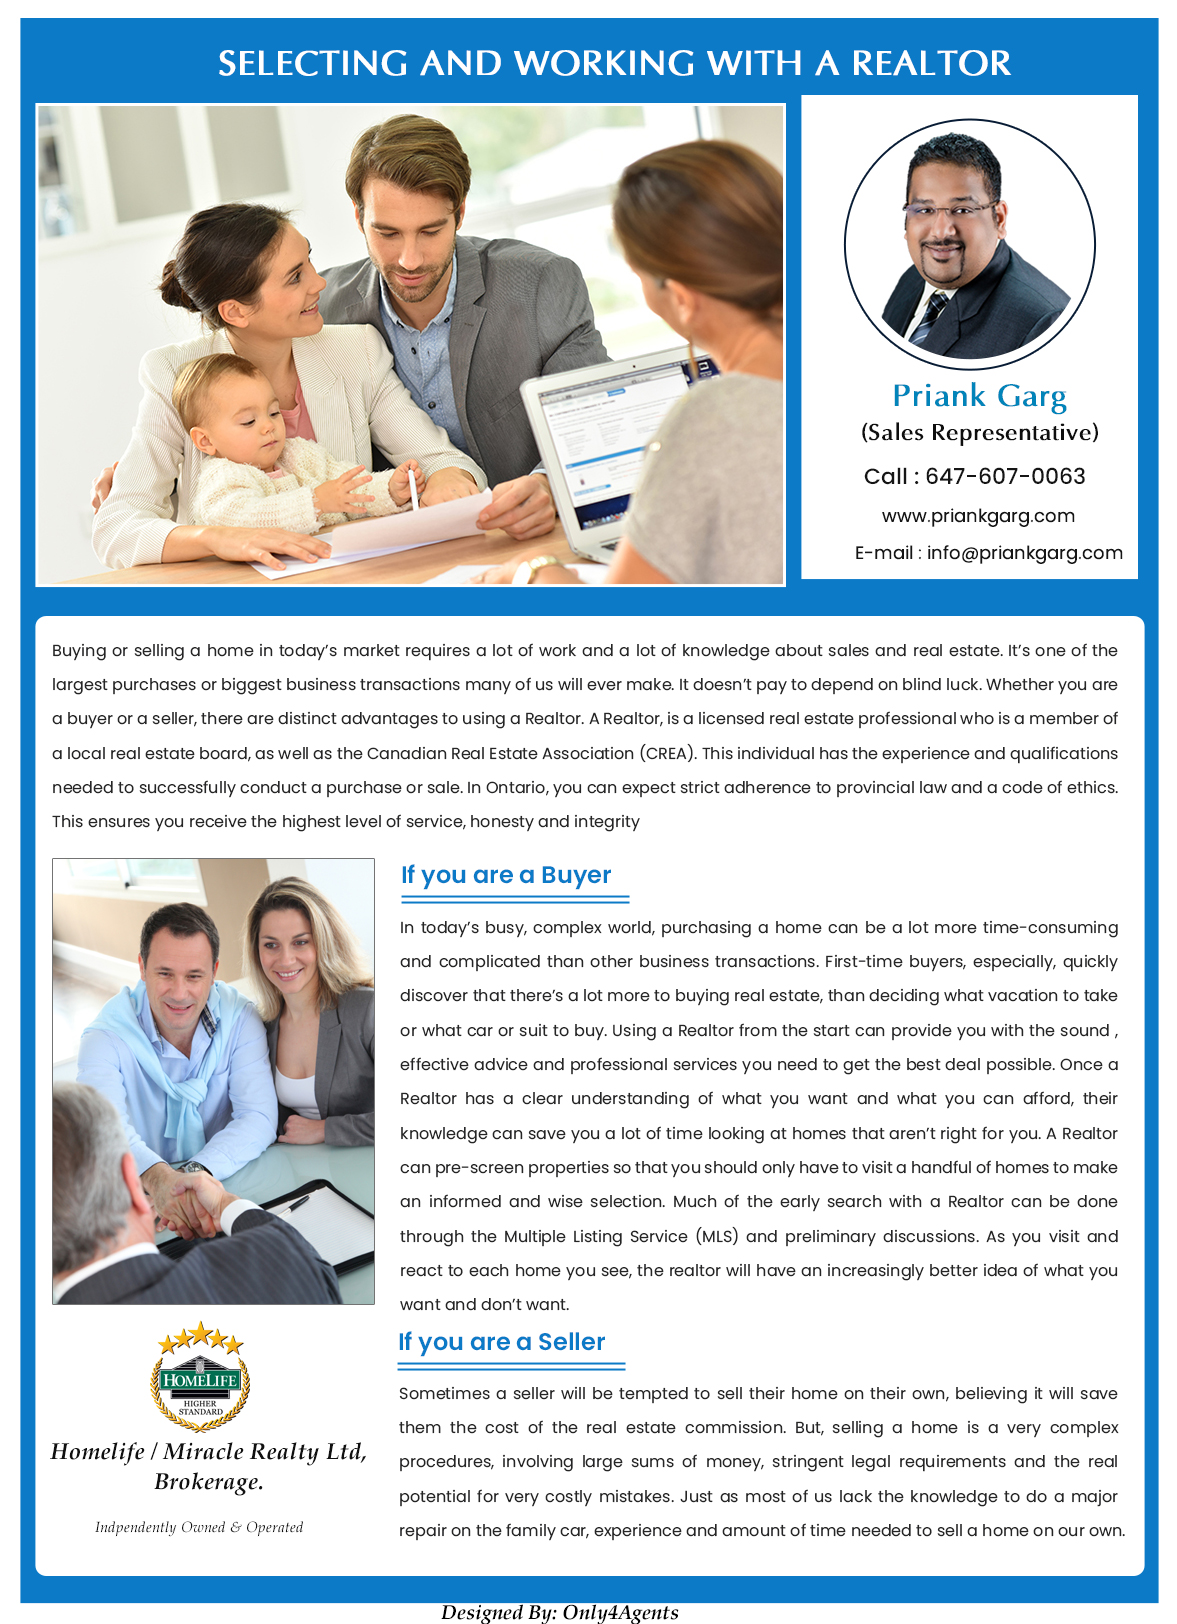 SELECTING AND WORKING WITH A REALTOR
Priank Garg
(Sales Representative)
Call : 647-607-0063
www.priankgarg.com
E-mail : info@priankgarg.com
Buying or selling a home in today’s market requires a lot of work and a lot of knowledge about sales and real estate. It’s one of the
largest purchases or biggest business transactions many of us will ever make. It doesn’t pay to depend on blind luck. Whether you are
a buyer or a seller, there are distinct advantages to using a Realtor. A Realtor, is a licensed real estate professional who is a member of
a local real estate board, as well as the Canadian Real Estate Association (CREA). This individual has the experience and qualifications
needed to successfully conduct a purchase or sale. In Ontario, you can expect strict adherence to provincial law and a code of ethics.
This ensures you receive the highest level of service, honesty and integrity
If you are a Buyer
In today’s busy, complex world, purchasing a home can be a lot more time-consuming
and complicated than other business transactions. First-time buyers, especially, quickly
discover that there’s a lot more to buying real estate, than deciding what vacation to take
or what car or suit to buy. Using a Realtor from the start can provide you with the sound ,
effective advice and professional services you need to get the best deal possible. Once a
Realtor has a clear understanding of what you want and what you can afford, their
knowledge can save you a lot of time looking at homes that aren’t right for you. A Realtor
can pre-screen properties so that you should only have to visit a handful of homes to make
an informed and wise selection. Much of the early search with a Realtor can be done
through the Multiple Listing Service (MLS) and preliminary discussions. As you visit and
react to each home you see, the realtor will have an increasingly better idea of what you
want and don’t want.
If you are a Seller
Sometimes a seller will be tempted to sell their home on their own, believing it will save
them the cost of the real estate commission. But, selling a home is a very complex
procedures, involving large sums of money, stringent legal requirements and the real
potential for very costly mistakes. Just as most of us lack the knowledge to do a major
repair on the family car, experience and amount of time needed to sell a home on our own.
HOMELIFE
HIGHER
STANDARD
Homelife / Miracle Realty Ltd,
Brokerage.
Indpendently Owned & Operated
Designed By: Only4Agents